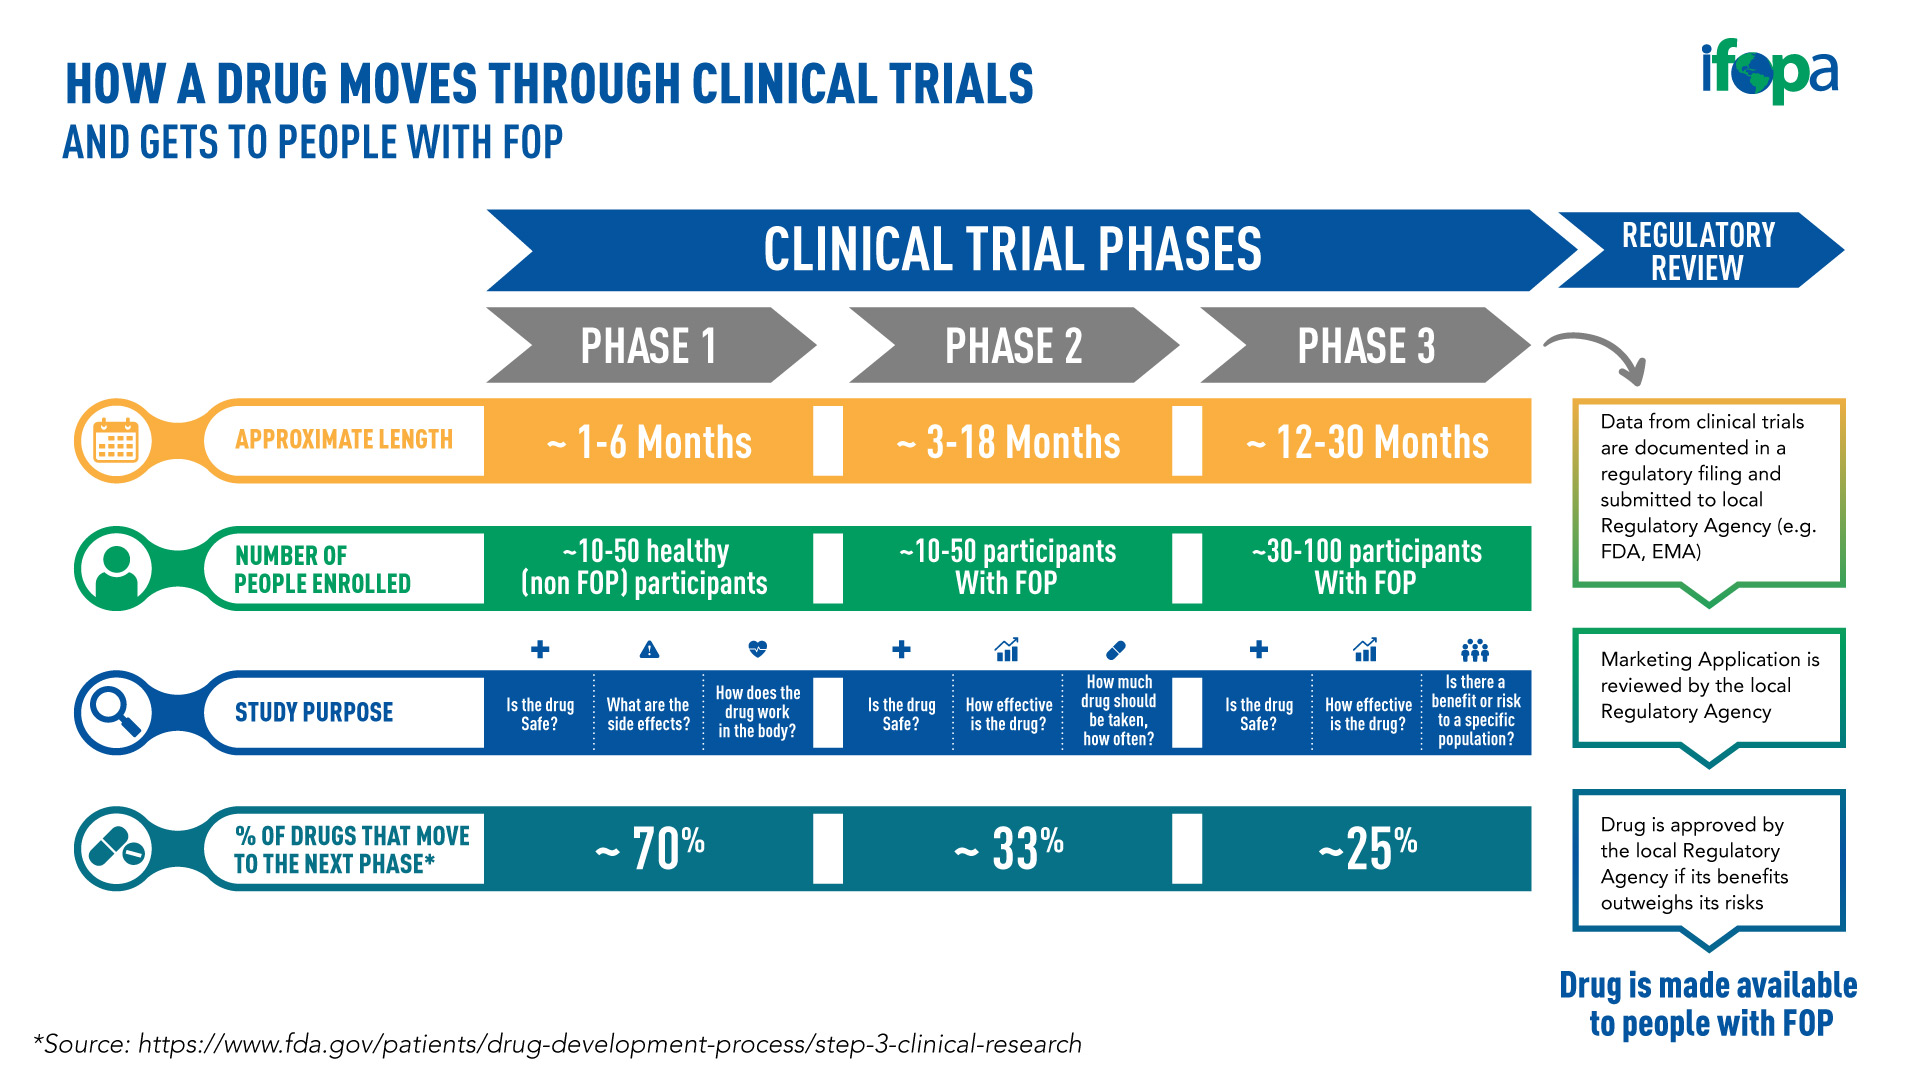 HOW A DRUG MOVES THROUGH CLINICAL TRIALS
AND GETS TO PEOPLE WITH FOP
ifopa
CLINICAL TRIAL PHASES
REGULATORY
REVIEW
PHASE 1
PHASE 2
PHASE 3
APPROXIMATE LENGTH
~ 1-6 Months
~ 3-18 Months
~ 12-30 Months
NUMBER OF
PEOPLE ENROLLED
~10-50 healthy
(non FOP) participants
~10-50 participants
With FOP
~30-100 participants
With FOP
STUDY PURPOSE
Is the drug
Safe?
What are the
side effects?
How does the
drug work
in the body?
Is the drug
Safe?
How effective
is the drug?
How much
drug should
be taken,
how often?
Is the drug
Safe?
How effective
is the drug?
Is there a
benefit or risk
to a specific
population?
% OF DRUGS THAT MOVE
TO THE NEXT PHASE*
~ 70%
~ 33%
~25%
Data from clinical trials
are documented in a
regulatory filing and
submitted to local
Regulatory Agency (e.g.
FDA, EMA)
Marketing Application is
reviewed by the local
Regulatory Agency
Drug is approved by
the local Regulatory
Agency if its benefits
outweighs its risks
Drug is made available
to people with FOP
*Source: https://www.fda.gov/patients/drug-development-process/step-3-clinical-research